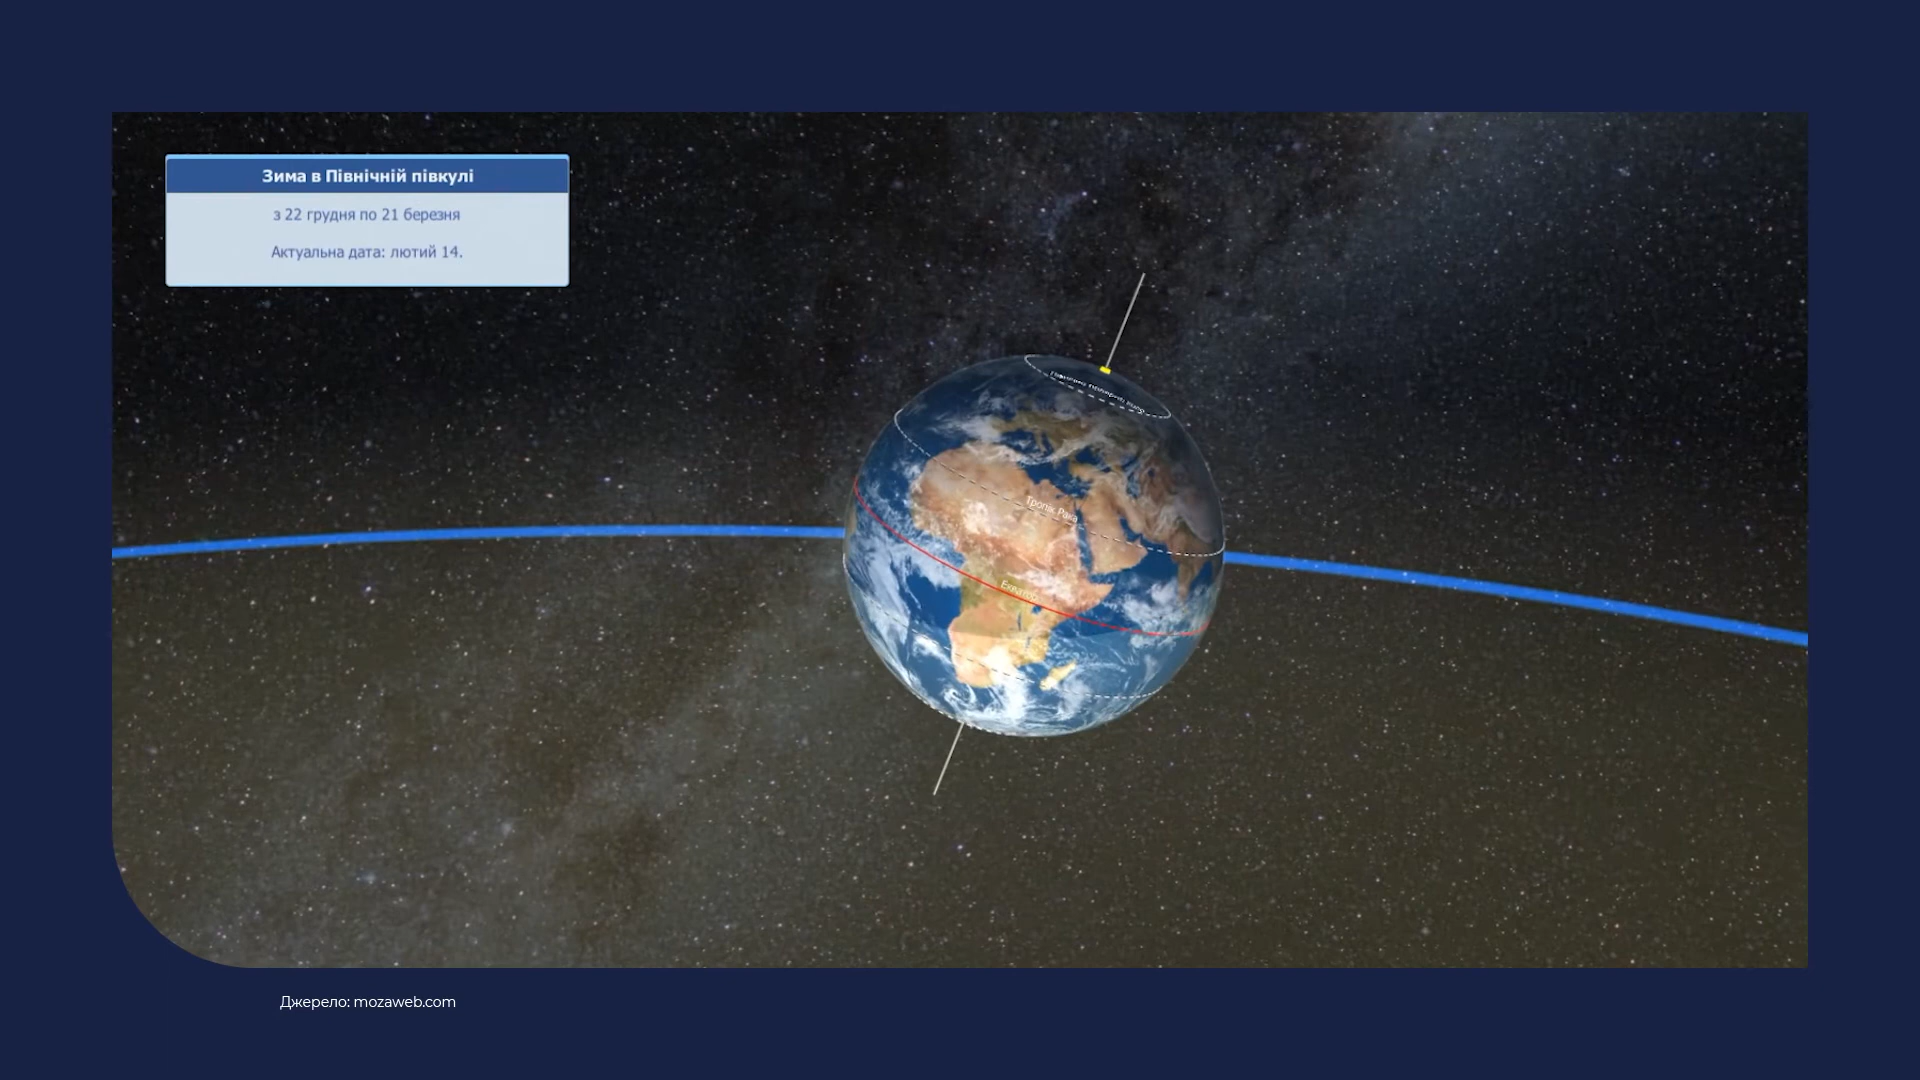 Зима в Північній півкулі
з 22 грудня по 21 березня
Актуальна дата: лютий 14.
Тропік Рака
Екватор
Джерело: mozaweb.com